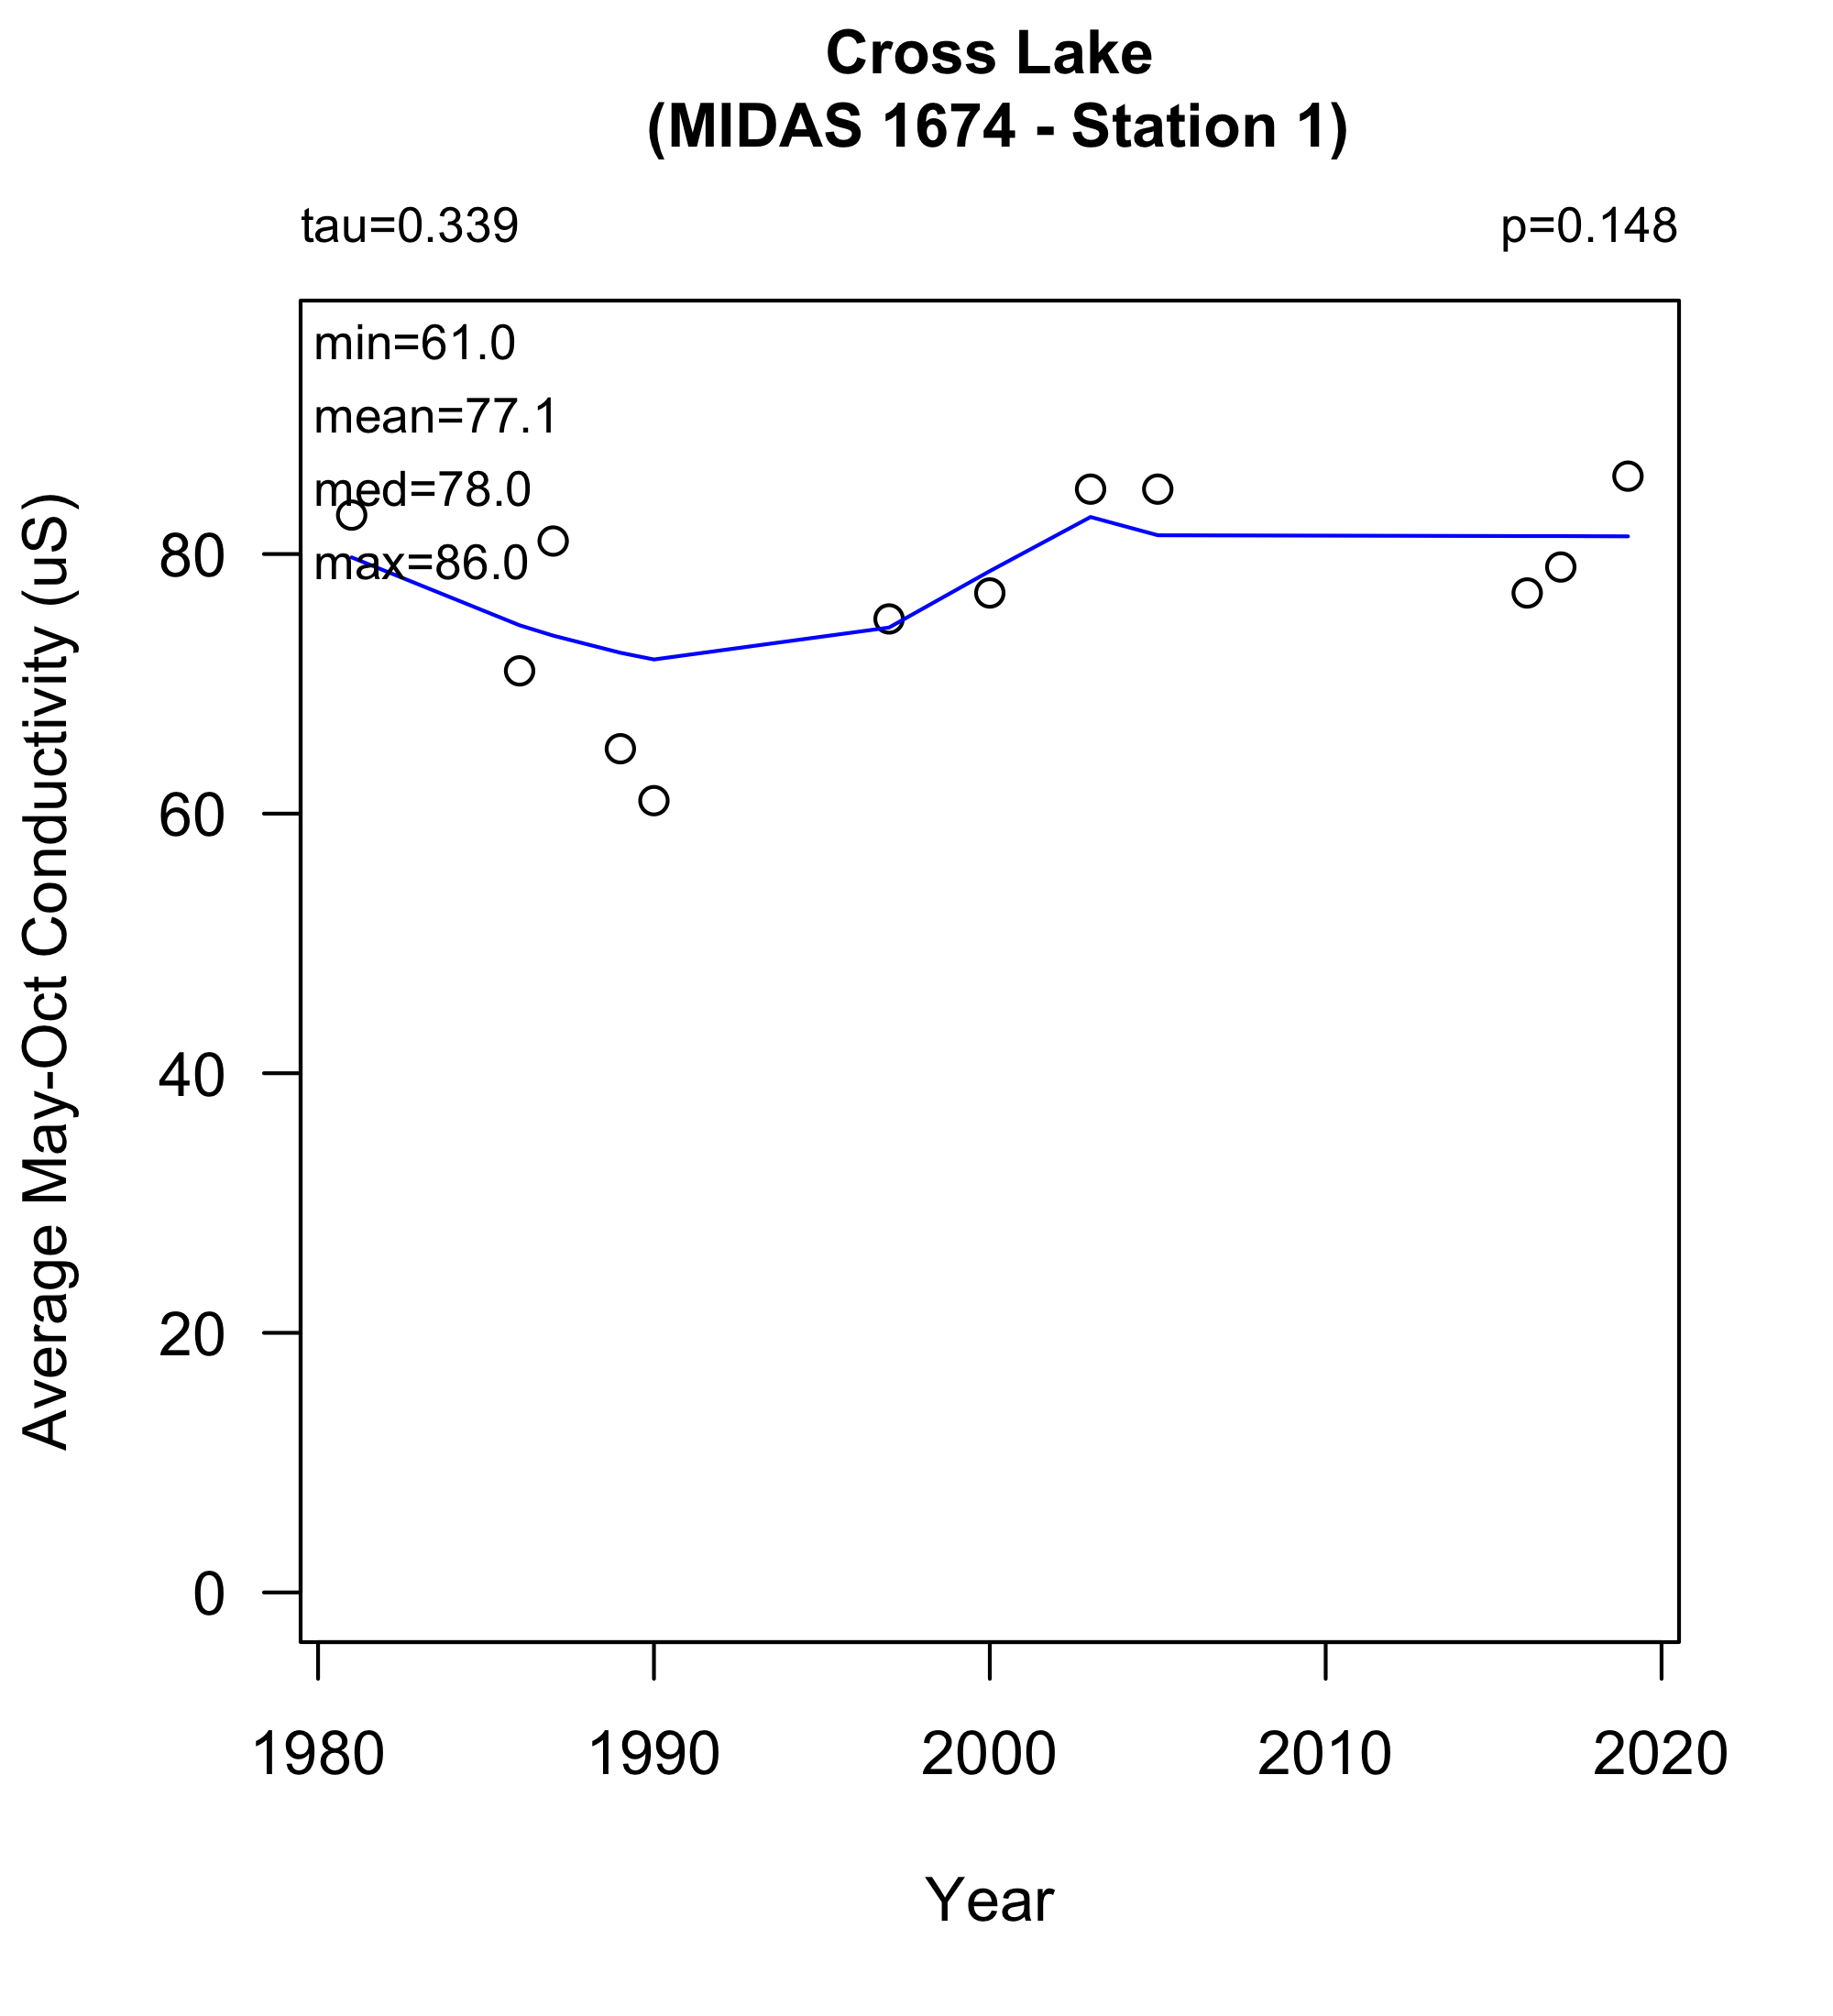 Cross Lake
(MIDAS 1674 - Station 1)
tau=0.339
p=0.148
min=61.0
mean=77.1
med=78.0
max=86.0
Average May-Oct Conductivity (uS)
80
60
40
20
0
1980
1990
2000
2010
2020
Year